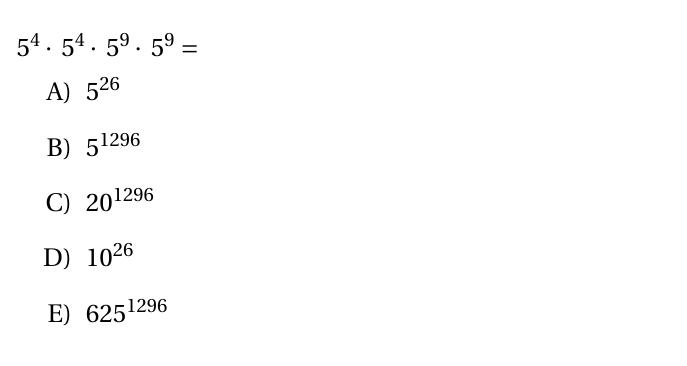 5⁴ · 5⁴ · 5⁹ · 5⁹ =
A) 5²⁶
B) 5¹²⁹⁶
C) 20¹²⁹⁶
D) 10²⁶
E) 625¹²⁹⁶